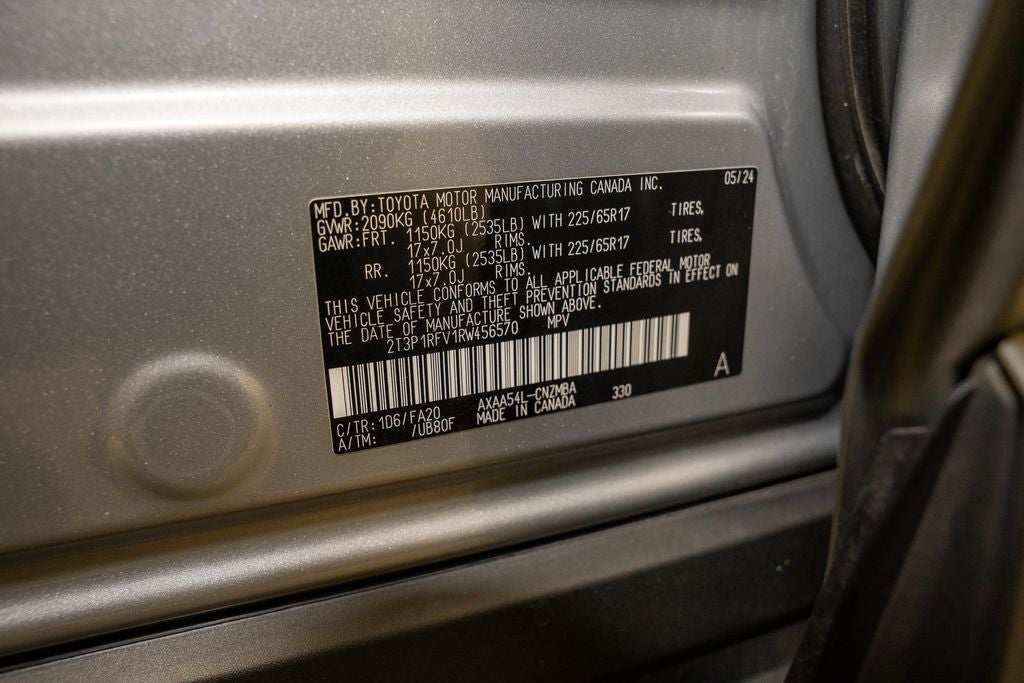 MFD.BY:TOYOTA MOTOR MANUFACTURING CANADA INC. 05/24
GVWR:2090KG (4610LB)
GAWR:FRT. 1150KG (2535LB) WITH 225/65R17 TIRES,
17x7.0J RIMS.
RR. 1150KG (2535LB) WITH 225/65R17 TIRES,
17x7.0J RIMS.
THIS VEHICLE CONFORMS TO ALL APPLICABLE FEDERAL MOTOR
VEHICLE SAFETY AND THEFT PREVENTION STANDARDS IN EFFECT ON
THE DATE OF MANUFACTURE SHOWN ABOVE.
2T3P1RFV1RW456570 MPV
A
C/TR:1D6/FA20 AXAA54L-CNZMBA 330
A/TM: /UB80F MADE IN CANADA